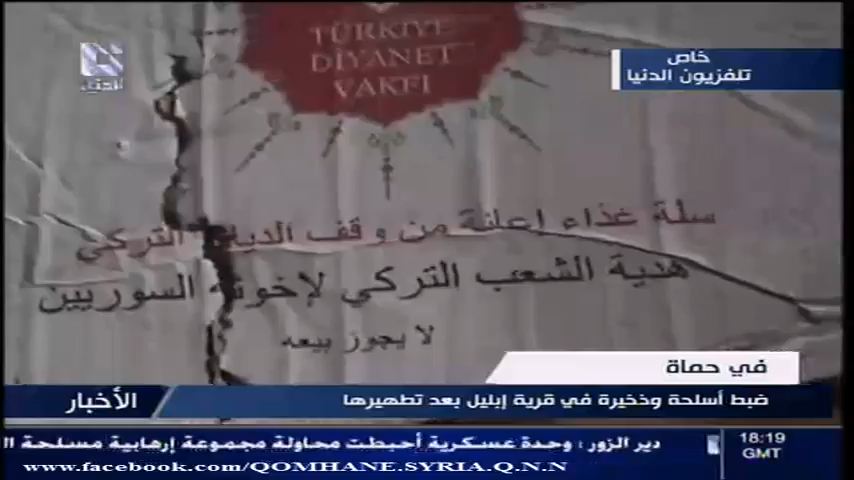 TÜRKİYE
DİYANET
VAKFI
الدنيا
خاص
تلفزيون الدنيا
سلة غذاء إعانة من وقف الديانة التركي
هدية الشعب التركي لإخوته السوريين
لا يجوز بيعه
في حماة
ضبط أسلحة وذخيرة في قرية إبليل بعد تطهيرها
الأخبار
دير الزور : وحدة عسكرية أحبطت محاولة مجموعة إرهابية مسلحة
18:19
GMT
www.facebook.com/QOMHANE.SYRIA.Q.N.N